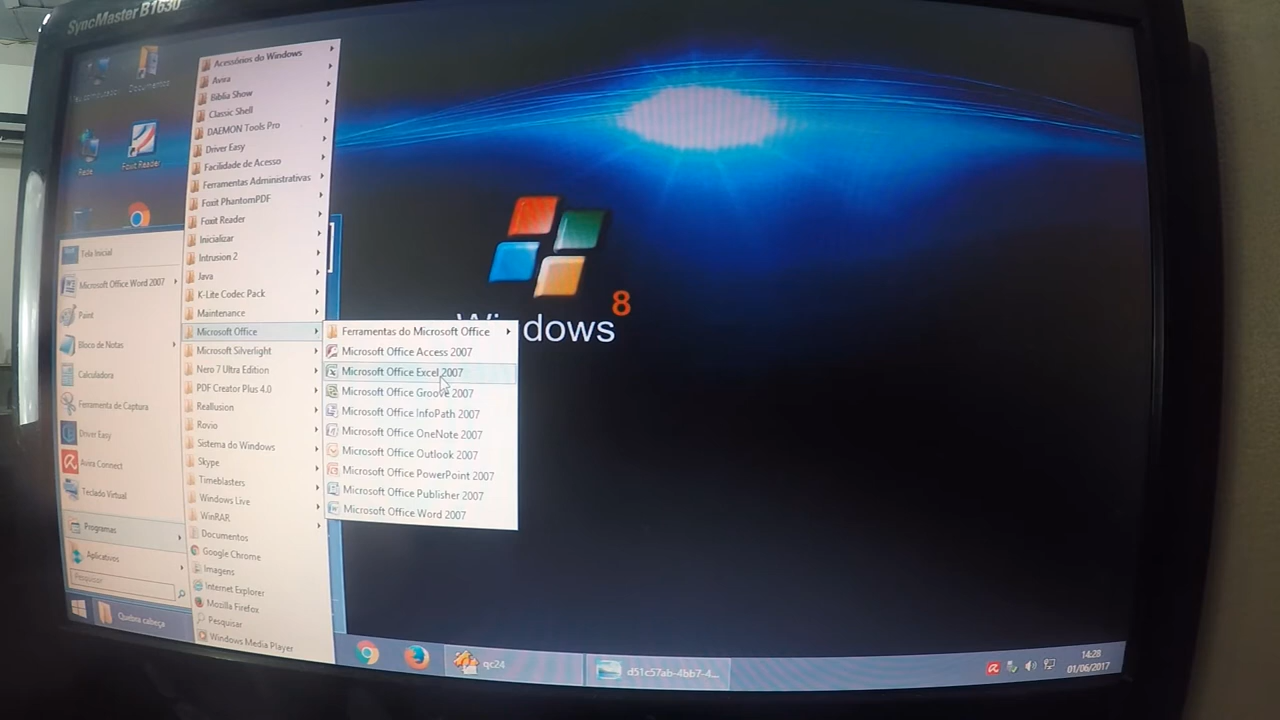 SyncMaster B1630
Meu computador
Documentos
Rede
Foxit Reader
Acessórios do Windows
Avira
Biblia Show
Classic Shell
DAEMON Tools Pro
Driver Easy
Facilidade de Acesso
Ferramentas Administrativas
Foxit PhantomPDF
Foxit Reader
Inicializar
Intrusion 2
Java
K-Lite Codec Pack
Maintenance
Microsoft Office
Microsoft Silverlight
Nero 7 Ultra Edition
PDF Creator Plus 4.0
Reallusion
Rovio
Sistema do Windows
Skype
Timeblasters
Windows Live
WinRAR
Documentos
Google Chrome
Imagens
Internet Explorer
Mozilla Firefox
Pesquisar
Windows Media Player
Tela Inicial
Microsoft Office Word 2007
Paint
Bloco de Notas
Calculadora
Ferramenta de Captura
Driver Easy
Avira Connect
Teclado Virtual
Programas
Aplicativos
Pesquisar
Quebra cabeça
Ferramentas do Microsoft Office
Microsoft Office Access 2007
Microsoft Office Excel 2007
Microsoft Office Groove 2007
Microsoft Office InfoPath 2007
Microsoft Office OneNote 2007
Microsoft Office Outlook 2007
Microsoft Office PowerPoint 2007
Microsoft Office Publisher 2007
Microsoft Office Word 2007
8
Windows
qc24
d51c57ab-4bb7-4...
14:28
01/06/2017